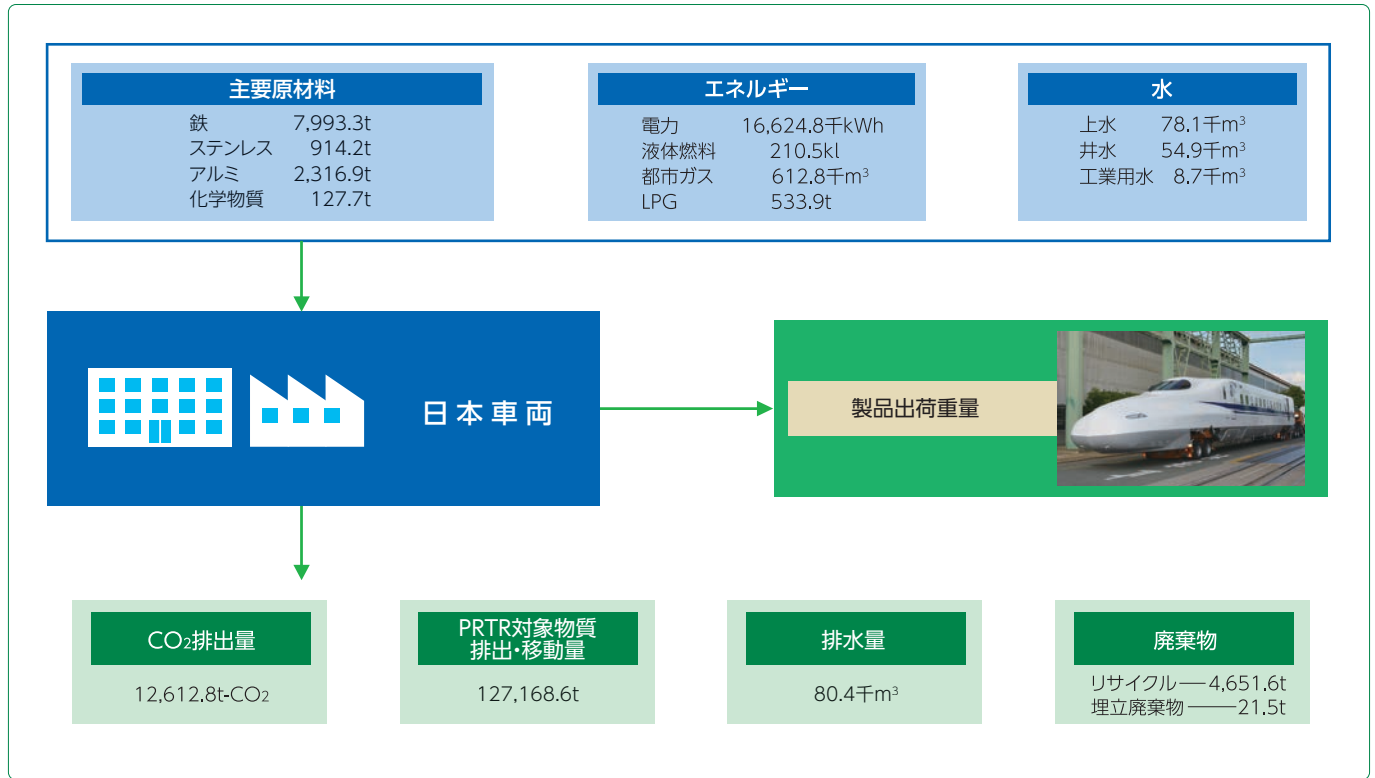 主要原材料
鉄 7,993.3t
ステンレス 914.2t
アルミ 2,316.9t
化学物質 127.7t
エネルギー
電力 16,624.8千kWh
液体燃料 210.5kl
都市ガス 612.8千m³
LPG 533.9t
水
上水 78.1千m³
井水 54.9千m³
工業用水 8.7千m³
日本車両
製品出荷重量
CO₂排出量
12,612.8t-CO₂
PRTR対象物質
排出・移動量
127,168.6t
排水量
80.4千m³
廃棄物
リサイクル──4,651.6t
埋立廃棄物───21.5t